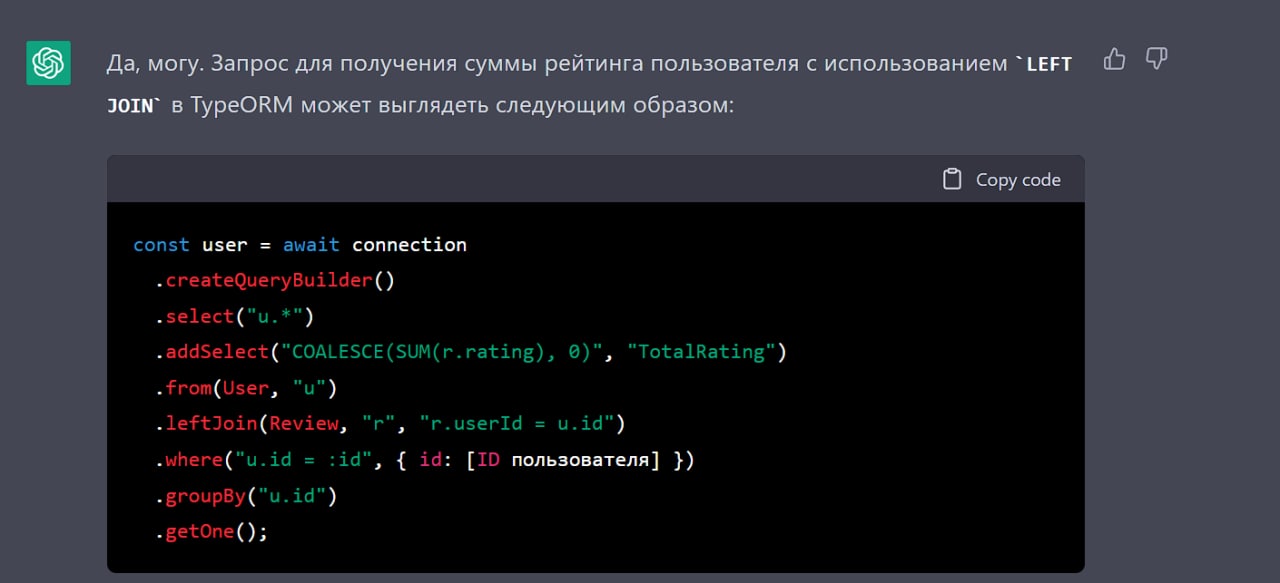 Да, могу. Запрос для получения суммы рейтинга пользователя с использованием `LEFT
JOIN` в TypeORM может выглядеть следующим образом:
Copy code
const user = await connection
.createQueryBuilder()
.select("u.*")
.addSelect("COALESCE(SUM(r.rating), 0)", "TotalRating")
.from(User, "u")
.leftJoin(Review, "r", "r.userId = u.id")
.where("u.id = :id", { id: [ID пользователя] })
.groupBy("u.id")
.getOne();